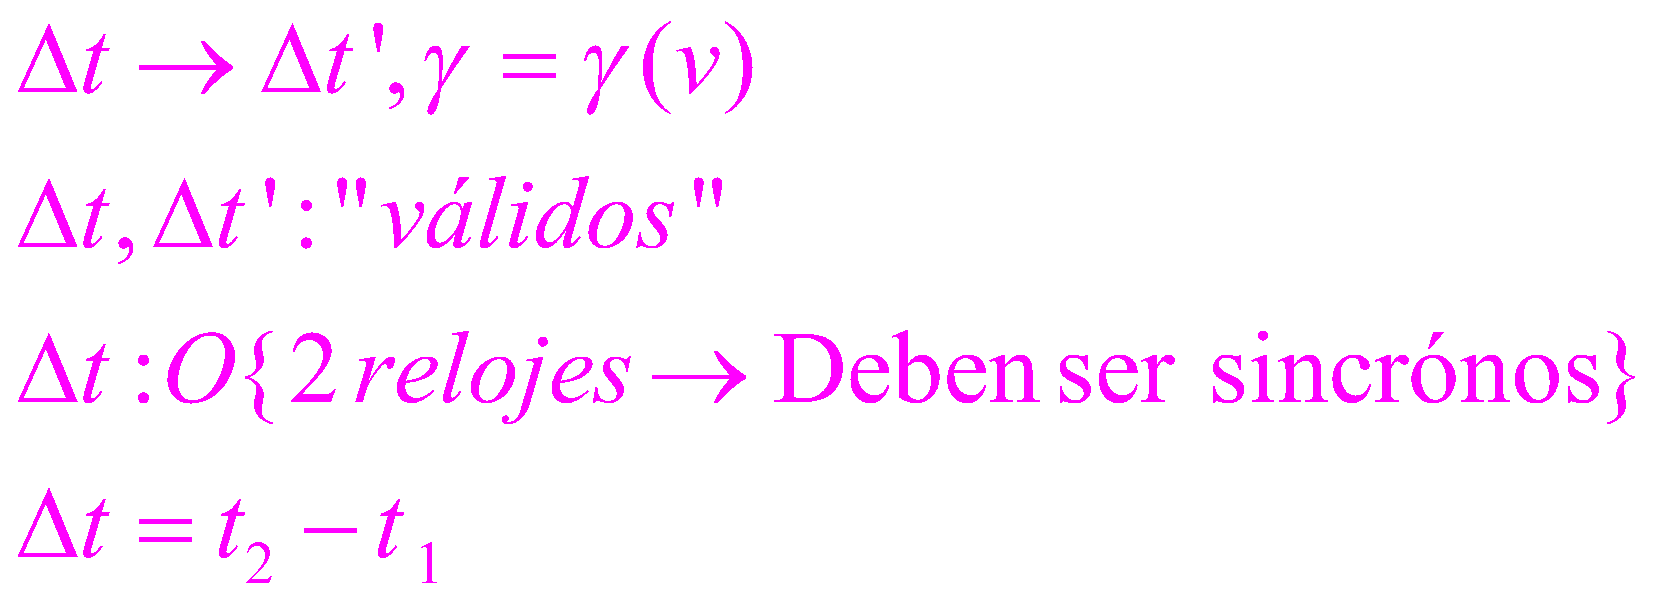 Δt → Δt', γ = γ(v)
Δt, Δt' : "válidos"
Δt : O{2 relojes → Deben ser sincrónos}
Δt = t₂ − t₁